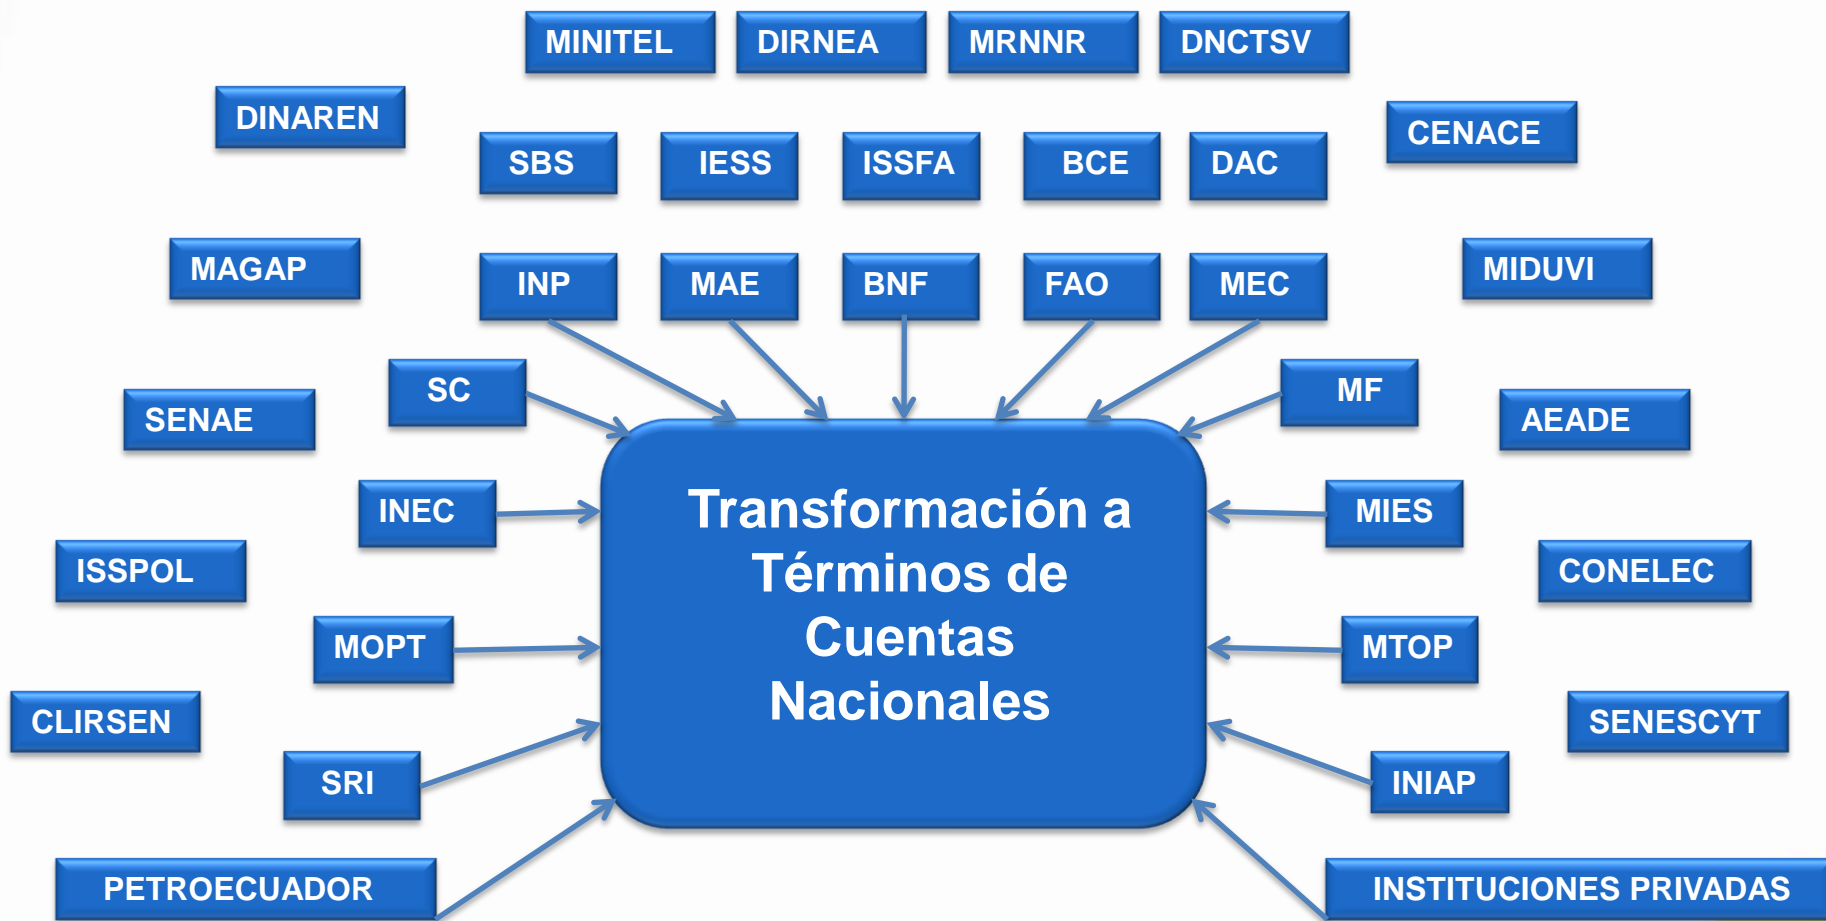 MINITEL
DIRNEA
MRNNR
DNCTSV
DINAREN
CENACE
SBS
IESS
ISSFA
BCE
DAC
MAGAP
INP
MAE
BNF
FAO
MEC
MIDUVI
SC
MF
SENAE
AEADE
INEC
MIES
Transformación a
Términos de
Cuentas
Nacionales
ISSPOL
CONELEC
MOPT
MTOP
CLIRSEN
SENESCYT
SRI
INIAP
PETROECUADOR
INSTITUCIONES PRIVADAS